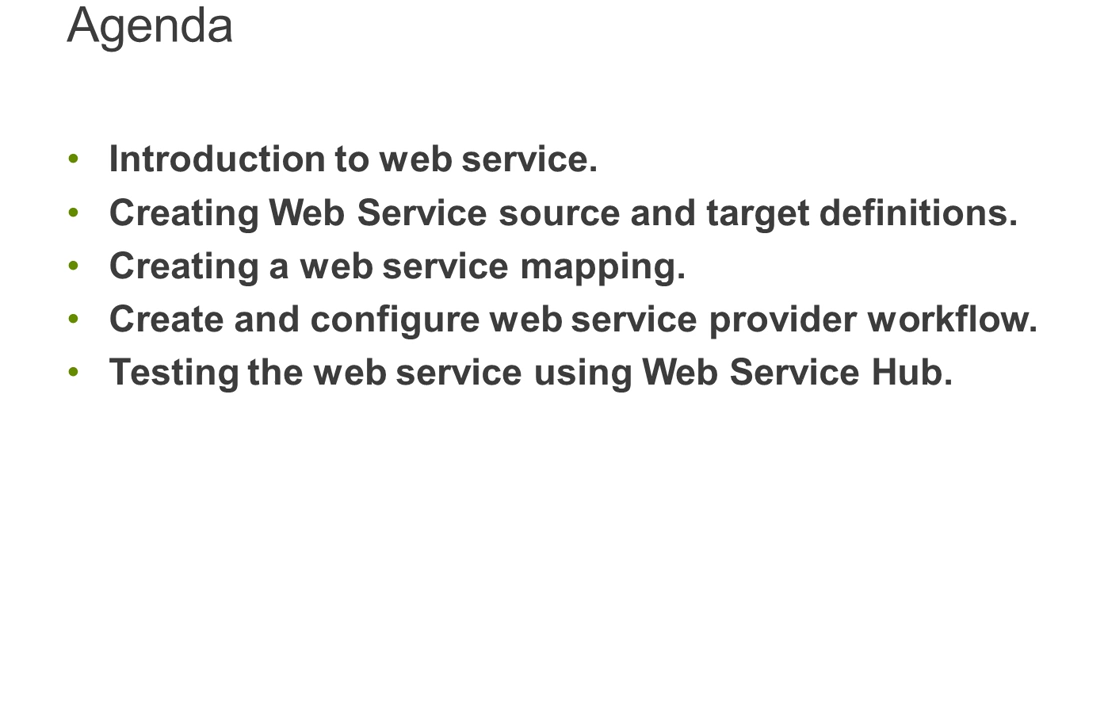 Agenda
• Introduction to web service.
• Creating Web Service source and target definitions.
• Creating a web service mapping.
• Create and configure web service provider workflow.
• Testing the web service using Web Service Hub.